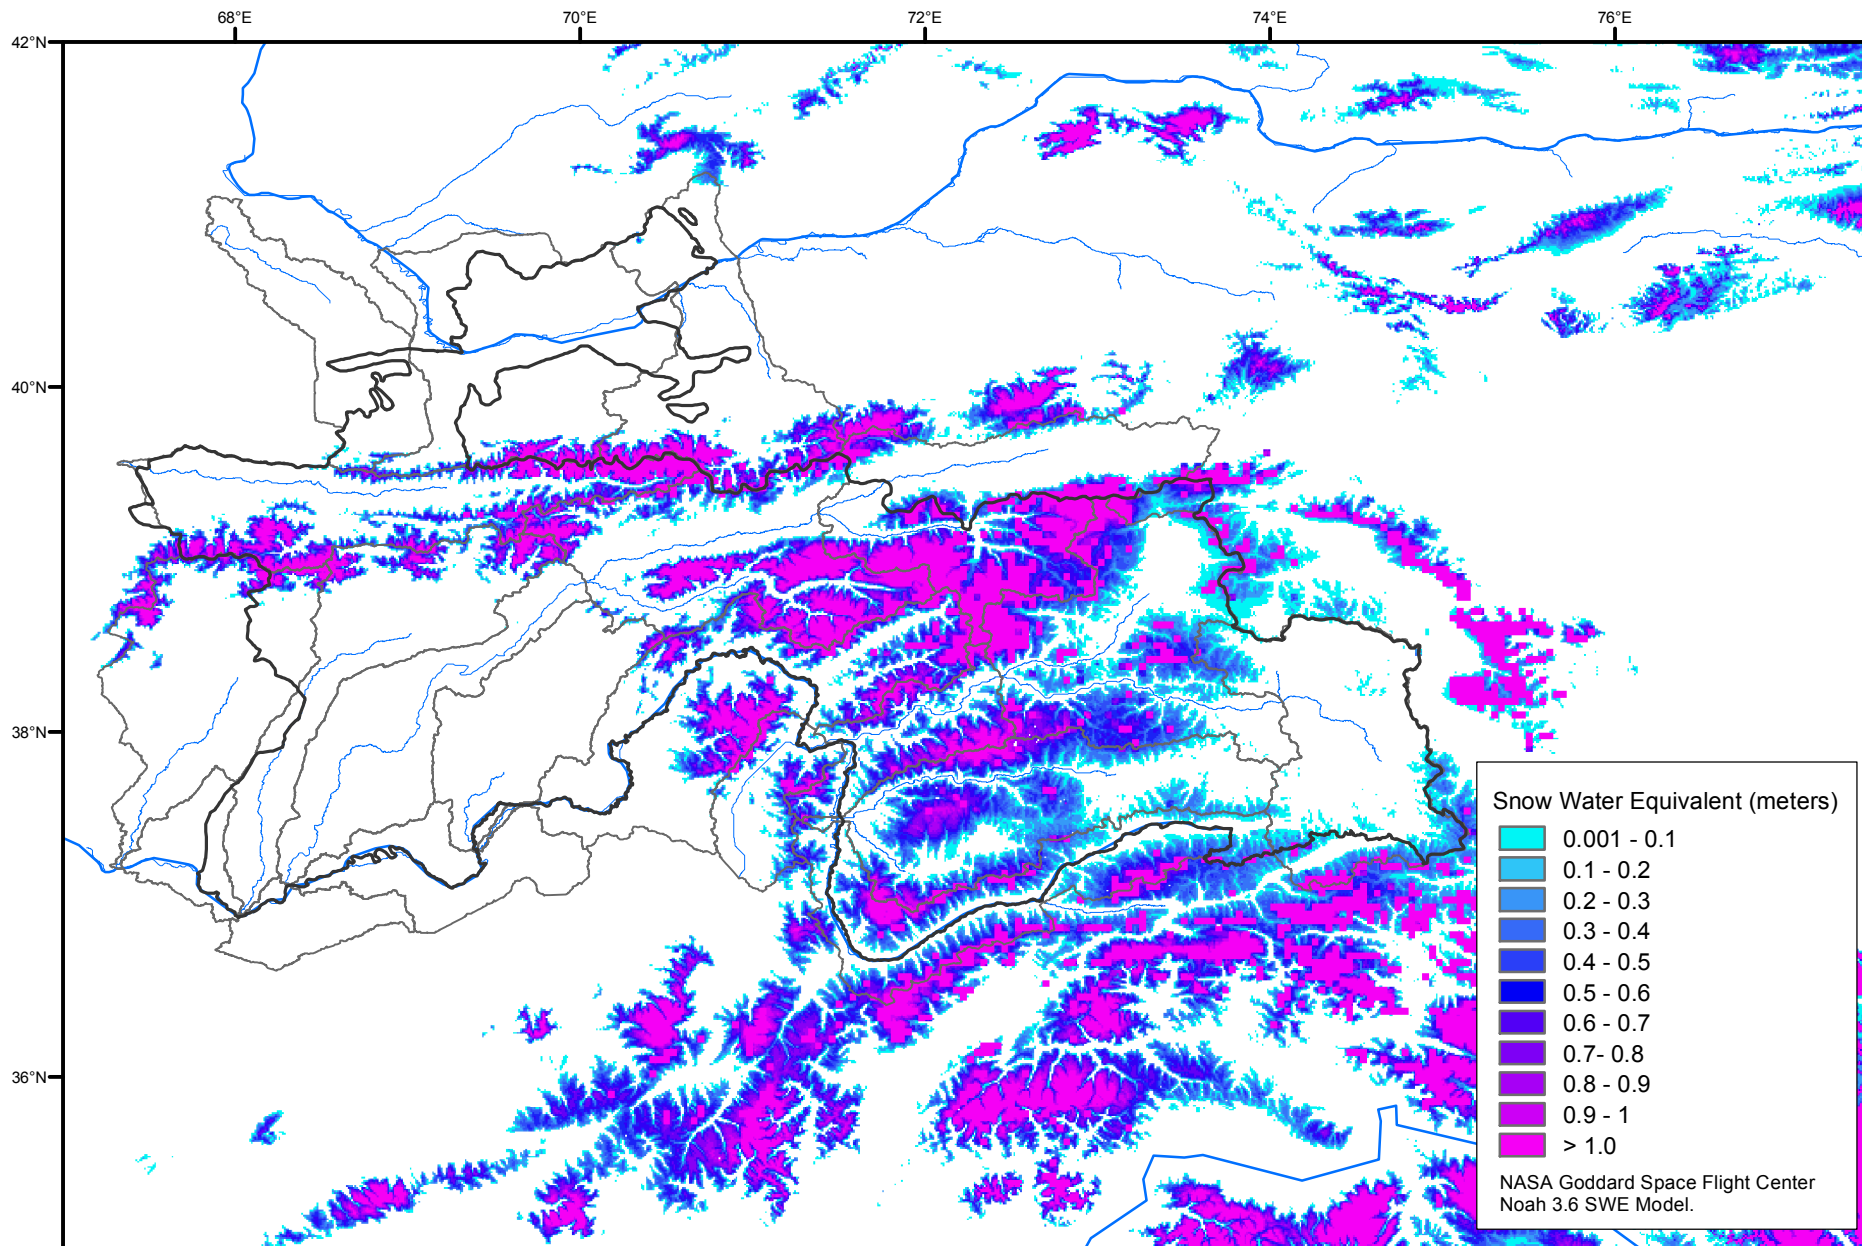 68°E 70°E 72°E 74°E 76°E
42°N
40°N
38°N
36°N
Snow Water Equivalent (meters)
0.001 - 0.1
0.1 - 0.2
0.2 - 0.3
0.3 - 0.4
0.4 - 0.5
0.5 - 0.6
0.6 - 0.7
0.7- 0.8
0.8 - 0.9
0.9 - 1
> 1.0
NASA Goddard Space Flight Center
Noah 3.6 SWE Model.